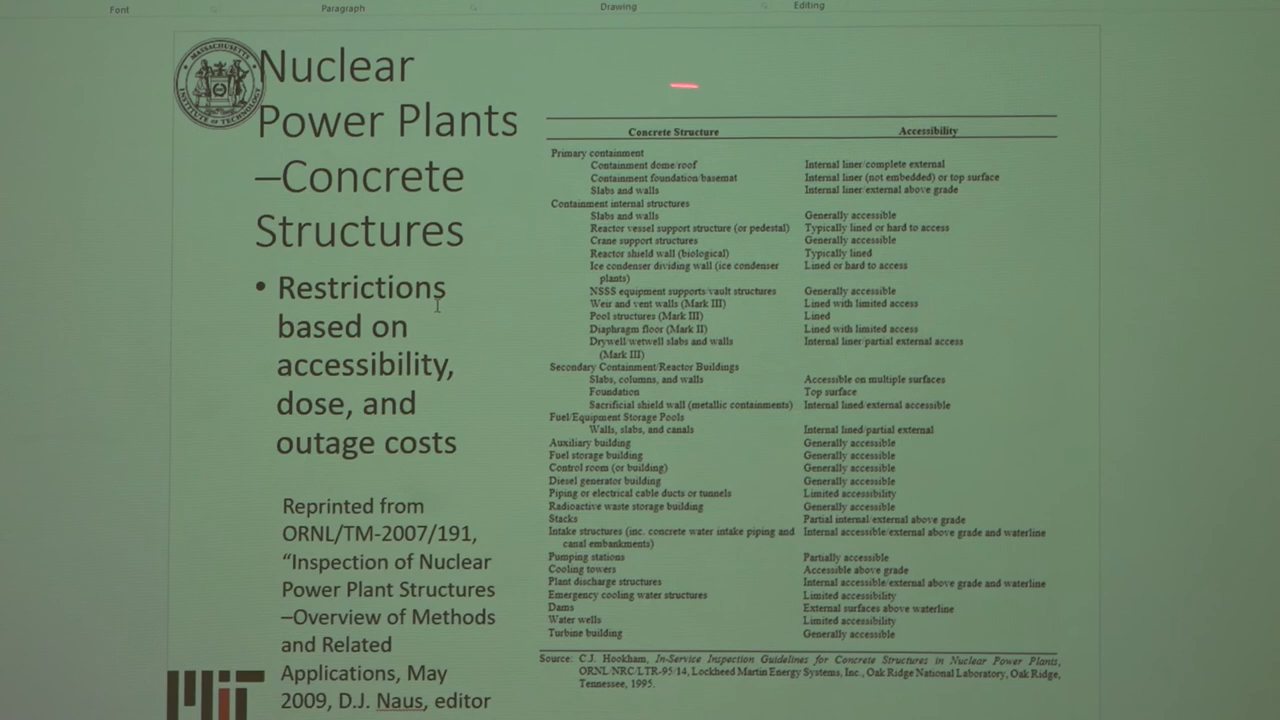 Font Paragraph Drawing Editing
MASSACHUSETTS
INSTITUTE OF TECHNOLOGY
Nuclear
Power Plants
–Concrete
Structures
• Restrictions
based on
accessibility,
dose, and
outage costs
Reprinted from
ORNL/TM-2007/191,
“Inspection of Nuclear
Power Plant Structures
–Overview of Methods
and Related
Applications, May
2009, D.J. Naus, editor
MIT
Concrete Structure Accessibility
Primary containment
Containment dome/roof Internal liner/complete external
Containment foundation/basemat Internal liner (not embedded) or top surface
Slabs and walls Internal liner/external above grade
Containment internal structures
Slabs and walls Generally accessible
Reactor vessel support structure (or pedestal) Typically lined or hard to access
Crane support structures Generally accessible
Reactor shield wall (biological) Typically lined
Ice condenser dividing wall (ice condenser Lined or hard to access
plants)
NSSS equipment supports/vault structures Generally accessible
Weir and vent walls (Mark III) Lined with limited access
Pool structures (Mark III) Lined
Diaphragm floor (Mark II) Lined with limited access
Drywell/wetwell slabs and walls Internal liner/partial external access
(Mark III)
Secondary Containment/Reactor Buildings
Slabs, columns, and walls Accessible on multiple surfaces
Foundation Top surface
Sacrificial shield wall (metallic containments) Internal lined/external accessible
Fuel/Equipment Storage Pools
Walls, slabs, and canals Internal lined/partial external
Auxiliary building Generally accessible
Fuel storage building Generally accessible
Control room (or building) Generally accessible
Diesel generator building Generally accessible
Piping or electrical cable ducts or tunnels Limited accessibility
Radioactive waste storage building Generally accessible
Stacks Partial internal/external above grade
Intake structures (inc. concrete water intake piping and Internal accessible/external above grade and waterline
canal embankments)
Pumping stations Partially accessible
Cooling towers Accessible above grade
Plant discharge structures Internal accessible/external above grade and waterline
Emergency cooling water structures Limited accessibility
Dams External surfaces above waterline
Water wells Limited accessibility
Turbine building Generally accessible
Source: C.J. Hookham, In-Service Inspection Guidelines for Concrete Structures in Nuclear Power Plants,
ORNL/NRC/LTR-95/14, Lockheed Martin Energy Systems, Inc., Oak Ridge National Laboratory, Oak Ridge,
Tennessee, 1995.